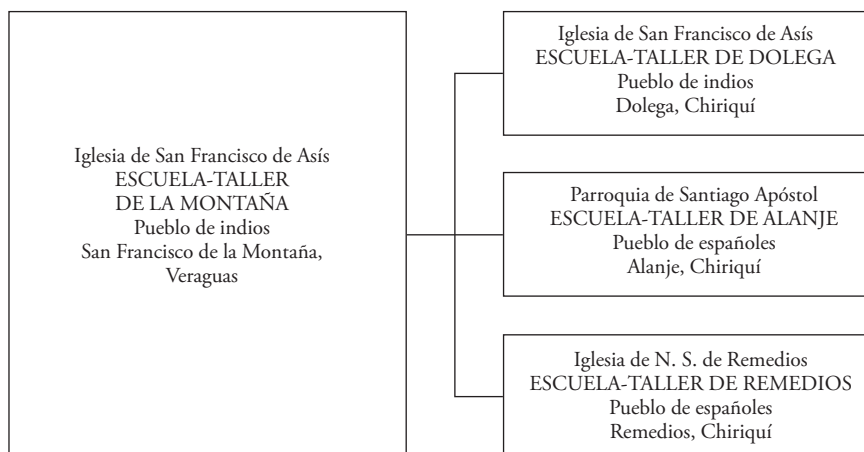 Iglesia de San Francisco de Asís
ESCUELA-TALLER
DE LA MONTAÑA
Pueblo de indios
San Francisco de la Montaña,
Veraguas
Iglesia de San Francisco de Asís
ESCUELA-TALLER DE DOLEGA
Pueblo de indios
Dolega, Chiriquí
Parroquia de Santiago Apóstol
ESCUELA-TALLER DE ALANJE
Pueblo de españoles
Alanje, Chiriquí
Iglesia de N. S. de Remedios
ESCUELA-TALLER DE REMEDIOS
Pueblo de españoles
Remedios, Chiriquí